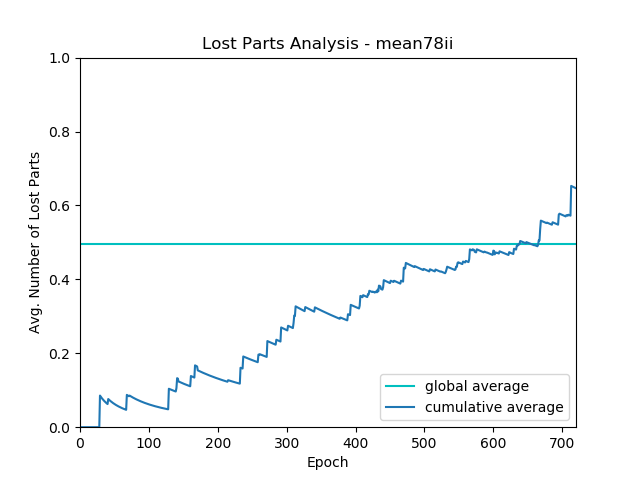 Lost Parts Analysis - mean78ii
Avg. Number of Lost Parts
1.0
0.8
0.6
0.4
0.2
0.0
0 100 200 300 400 500 600 700
Epoch
global average
cumulative average